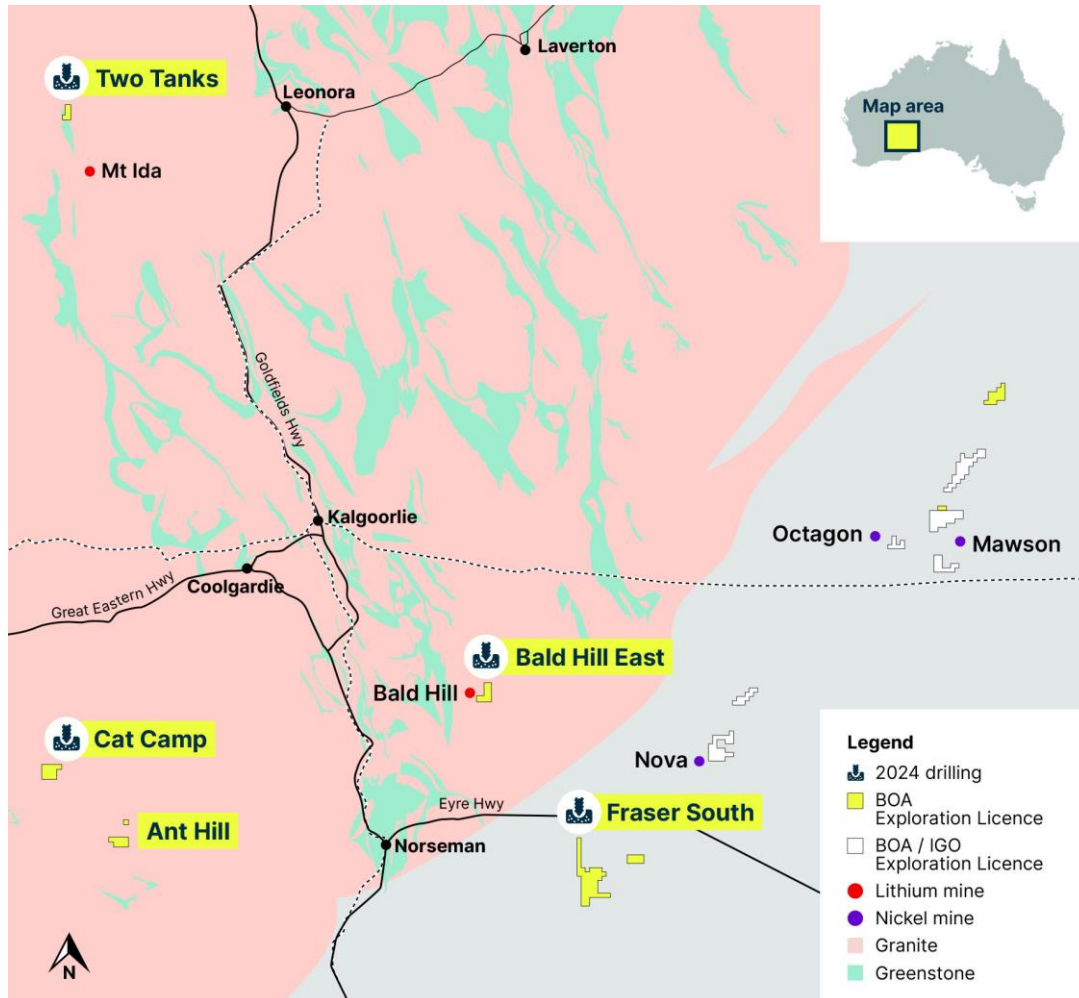 Laverton
Two Tanks
Leonora
Map area
Mt Ida
Goldfields Hwy
Kalgoorlie
Octagon
Mawson
Coolgardie
Great Eastern Hwy
Bald Hill East
Bald Hill
Cat Camp
Nova
Eyre Hwy
Fraser South
Ant Hill
Norseman
N
Legend
2024 drilling
BOA
Exploration Licence
BOA / IGO
Exploration Licence
Lithium mine
Nickel mine
Granite
Greenstone